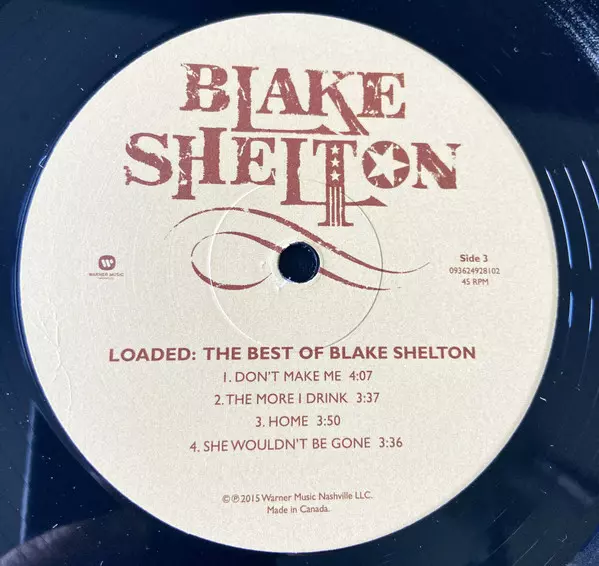 BLAKE
SHELTON
Side 3
093624928102
45 RPM
WARNER MUSIC
LOADED: THE BEST OF BLAKE SHELTON
1. DON'T MAKE ME 4:07
2. THE MORE I DRINK 3:37
3. HOME 3:50
4. SHE WOULDN'T BE GONE 3:36
©℗2015 Warner Music Nashville LLC.
Made in Canada.